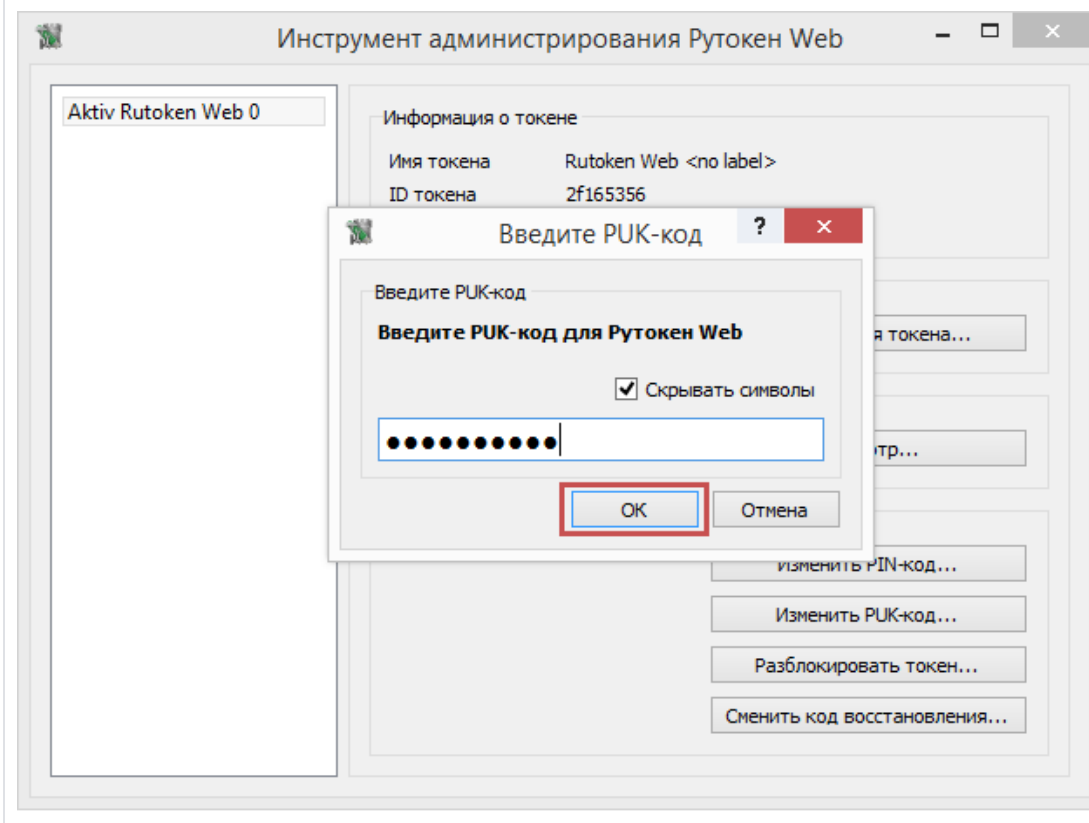 Инструмент администрирования Рутокен Web
Aktiv Rutoken Web 0
Информация о токене
Имя токена Rutoken Web <no label>
ID токена 2f165356
Введите PUK-код
?
Введите PUK-код
Введите PUK-код для Рутокен Web
Скрывать символы
OK Отмена
токена...
Изменить PIN-код...
Изменить PUK-код...
Разблокировать токен...
Сменить код восстановления...